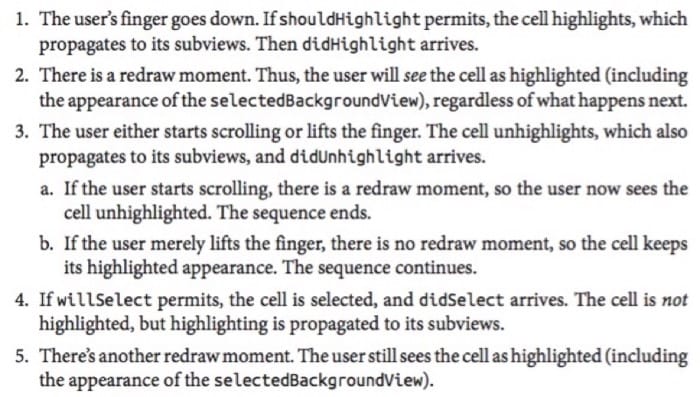 1. The user's finger goes down. If shouldHighlight permits, the cell highlights, which
propagates to its subviews. Then didHighlight arrives.
2. There is a redraw moment. Thus, the user will see the cell as highlighted (including
the appearance of the selectedBackgroundView), regardless of what happens next.
3. The user either starts scrolling or lifts the finger. The cell unhighlights, which also
propagates to its subviews, and didUnhighlight arrives.
a. If the user starts scrolling, there is a redraw moment, so the user now sees the
cell unhighlighted. The sequence ends.
b. If the user merely lifts the finger, there is no redraw moment, so the cell keeps
its highlighted appearance. The sequence continues.
4. If willSelect permits, the cell is selected, and didSelect arrives. The cell is not
highlighted, but highlighting is propagated to its subviews.
5. There's another redraw moment. The user still sees the cell as highlighted (including
the appearance of the selectedBackgroundView).